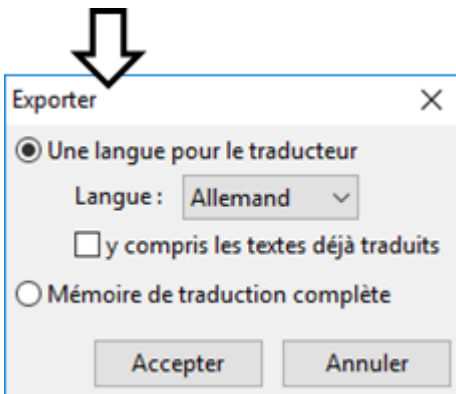 Exporter
Une langue pour le traducteur
Langue : Allemand
y compris les textes déjà traduits
Mémoire de traduction complète
Accepter Annuler